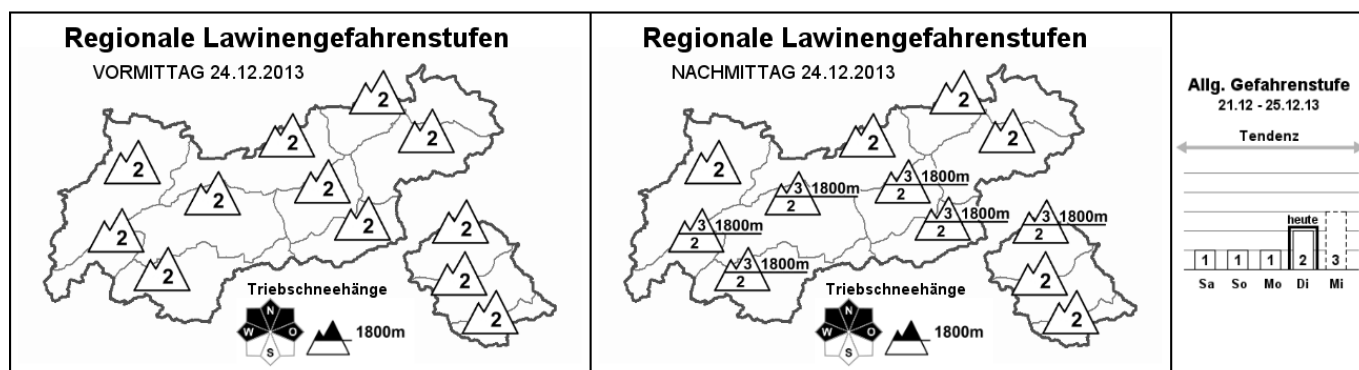 Regionale Lawinengefahrenstufen
VORMITTAG 24.12.2013
2
2
2
2
2
2
2
2
2
2
2
2
2
Triebschneehänge
N
W O
S
1800m
Regionale Lawinengefahrenstufen
NACHMITTAG 24.12.2013
2
2
2
2
3 1800m
2
3 1800m
2
3 1800m
2
3 1800m
2
3 1800m
2
3 1800m
2
2
2
Triebschneehänge
N
W O
S
1800m
Allg. Gefahrenstufe
21.12 - 25.12.13
Tendenz
heute
1 1 1 2 3
Sa So Mo Di Mi